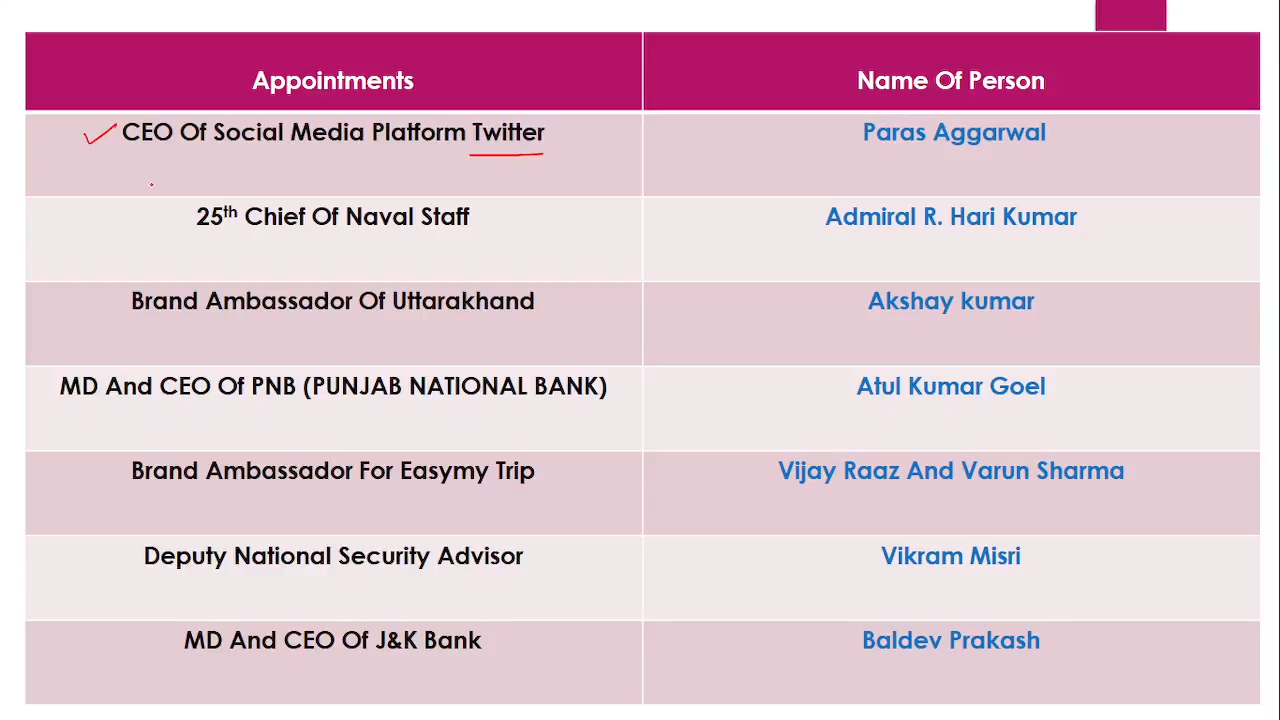 Appointments
Name Of Person
CEO Of Social Media Platform Twitter
Paras Aggarwal
25th Chief Of Naval Staff
Admiral R. Hari Kumar
Brand Ambassador Of Uttarakhand
Akshay kumar
MD And CEO Of PNB (PUNJAB NATIONAL BANK)
Atul Kumar Goel
Brand Ambassador For Easymy Trip
Vijay Raaz And Varun Sharma
Deputy National Security Advisor
Vikram Misri
MD And CEO Of J&K Bank
Baldev Prakash